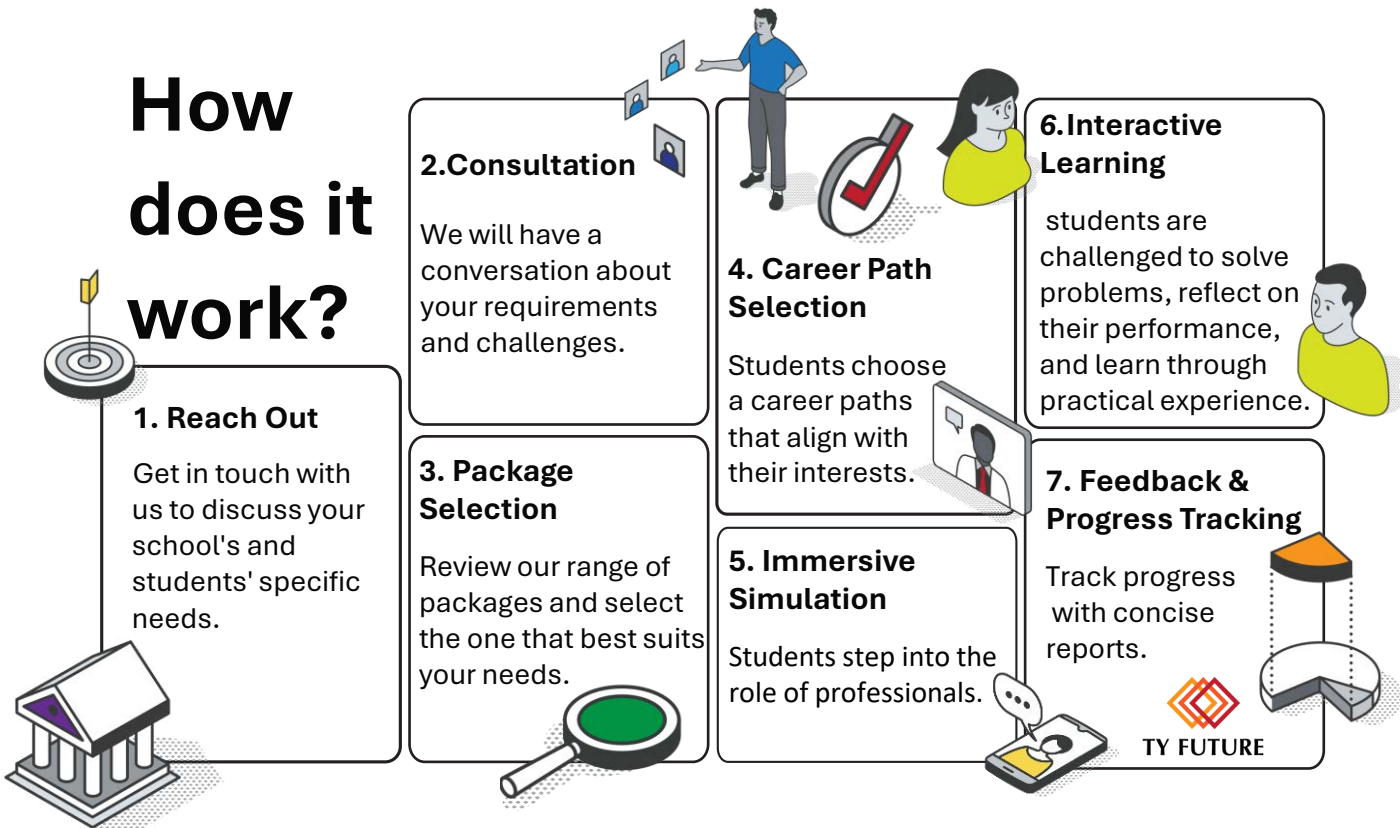 How
does it
work?
1. Reach Out
Get in touch with
us to discuss your
school's and
students' specific
needs.
2.Consultation
We will have a
conversation about
your requirements
and challenges.
3. Package
Selection
Review our range of
packages and select
the one that best suits
your needs.
4. Career Path
Selection
Students choose
a career paths
that align with
their interests.
5. Immersive
Simulation
Students step into the
role of professionals.
6.Interactive
Learning
students are
challenged to solve
problems, reflect on
their performance,
and learn through
practical experience.
7. Feedback &
Progress Tracking
Track progress
with concise
reports.
TY FUTURE